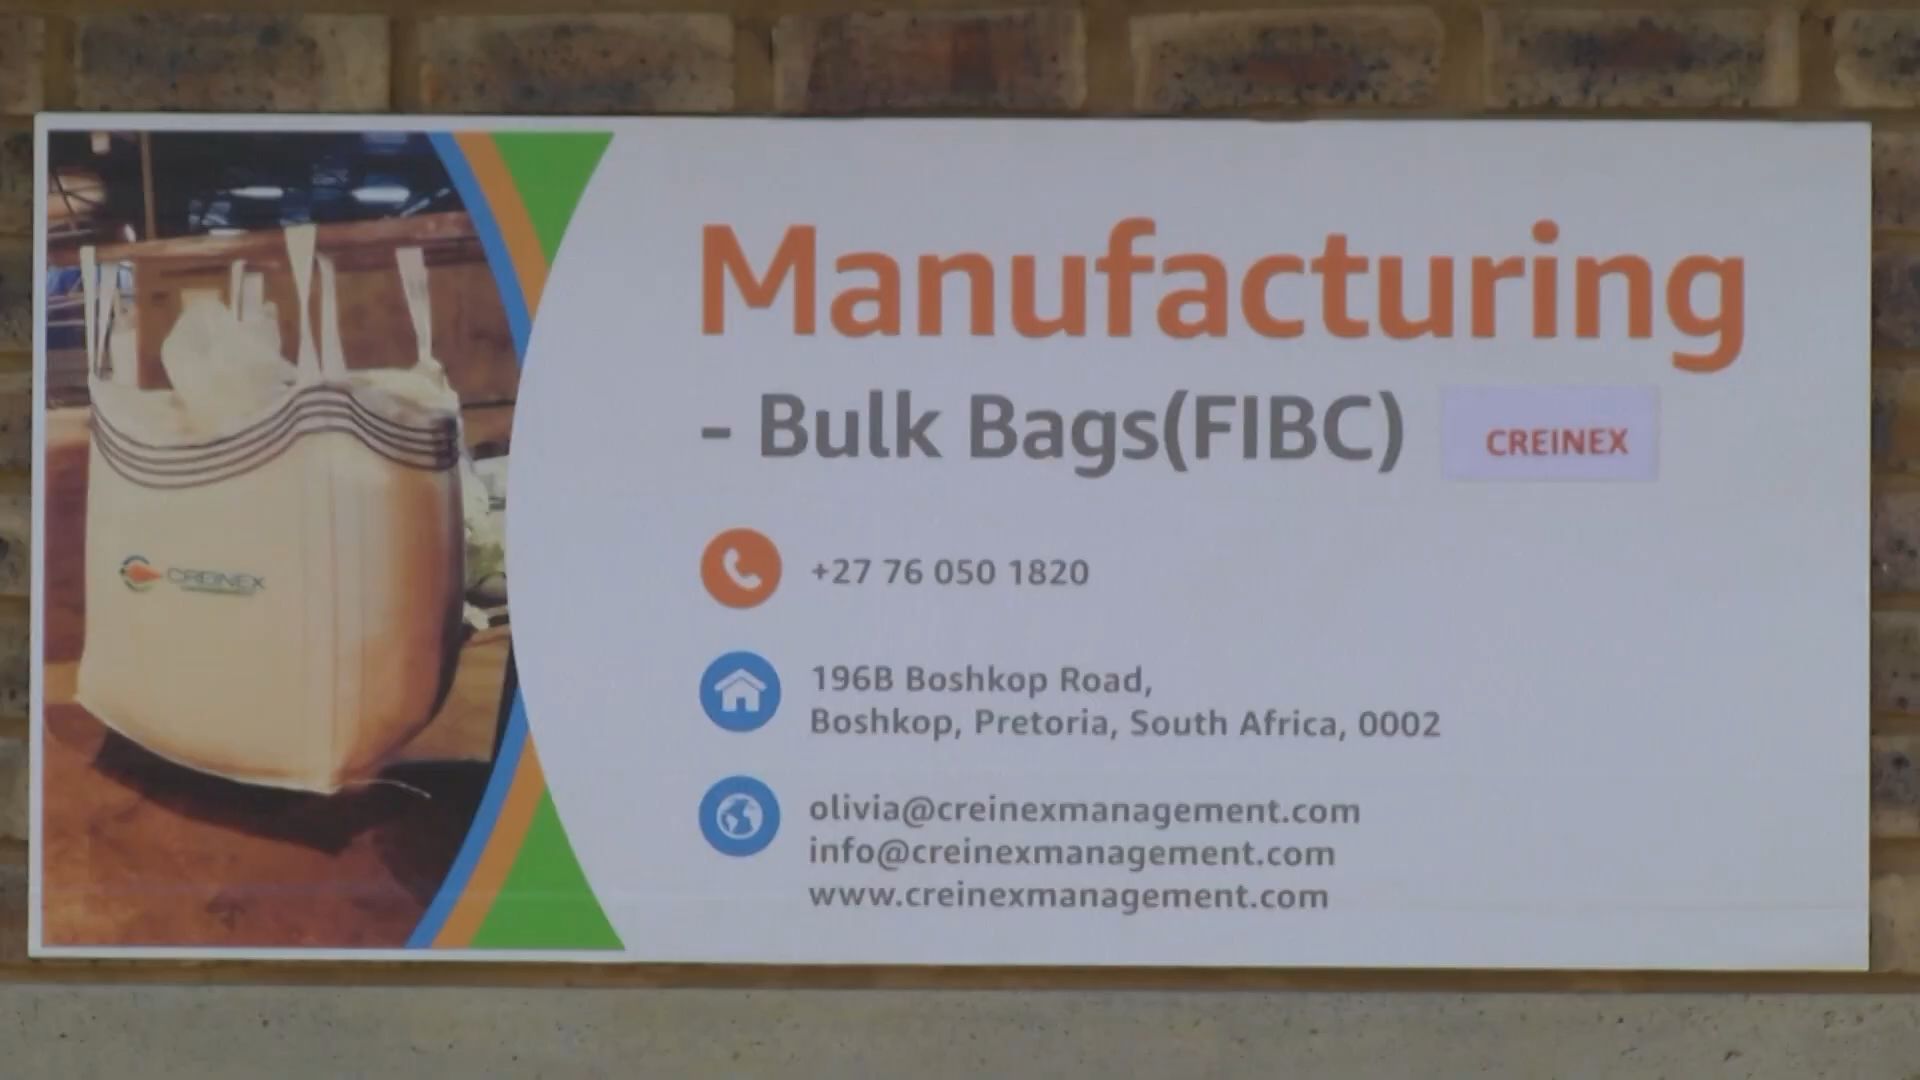 Manufacturing
- Bulk Bags(FIBC)
CREINEX
+27 76 050 1820
196B Boshkop Road,
Boshkop, Pretoria, South Africa, 0002
olivia@creinexmanagement.com
info@creinexmanagement.com
www.creinexmanagement.com
CREINEX